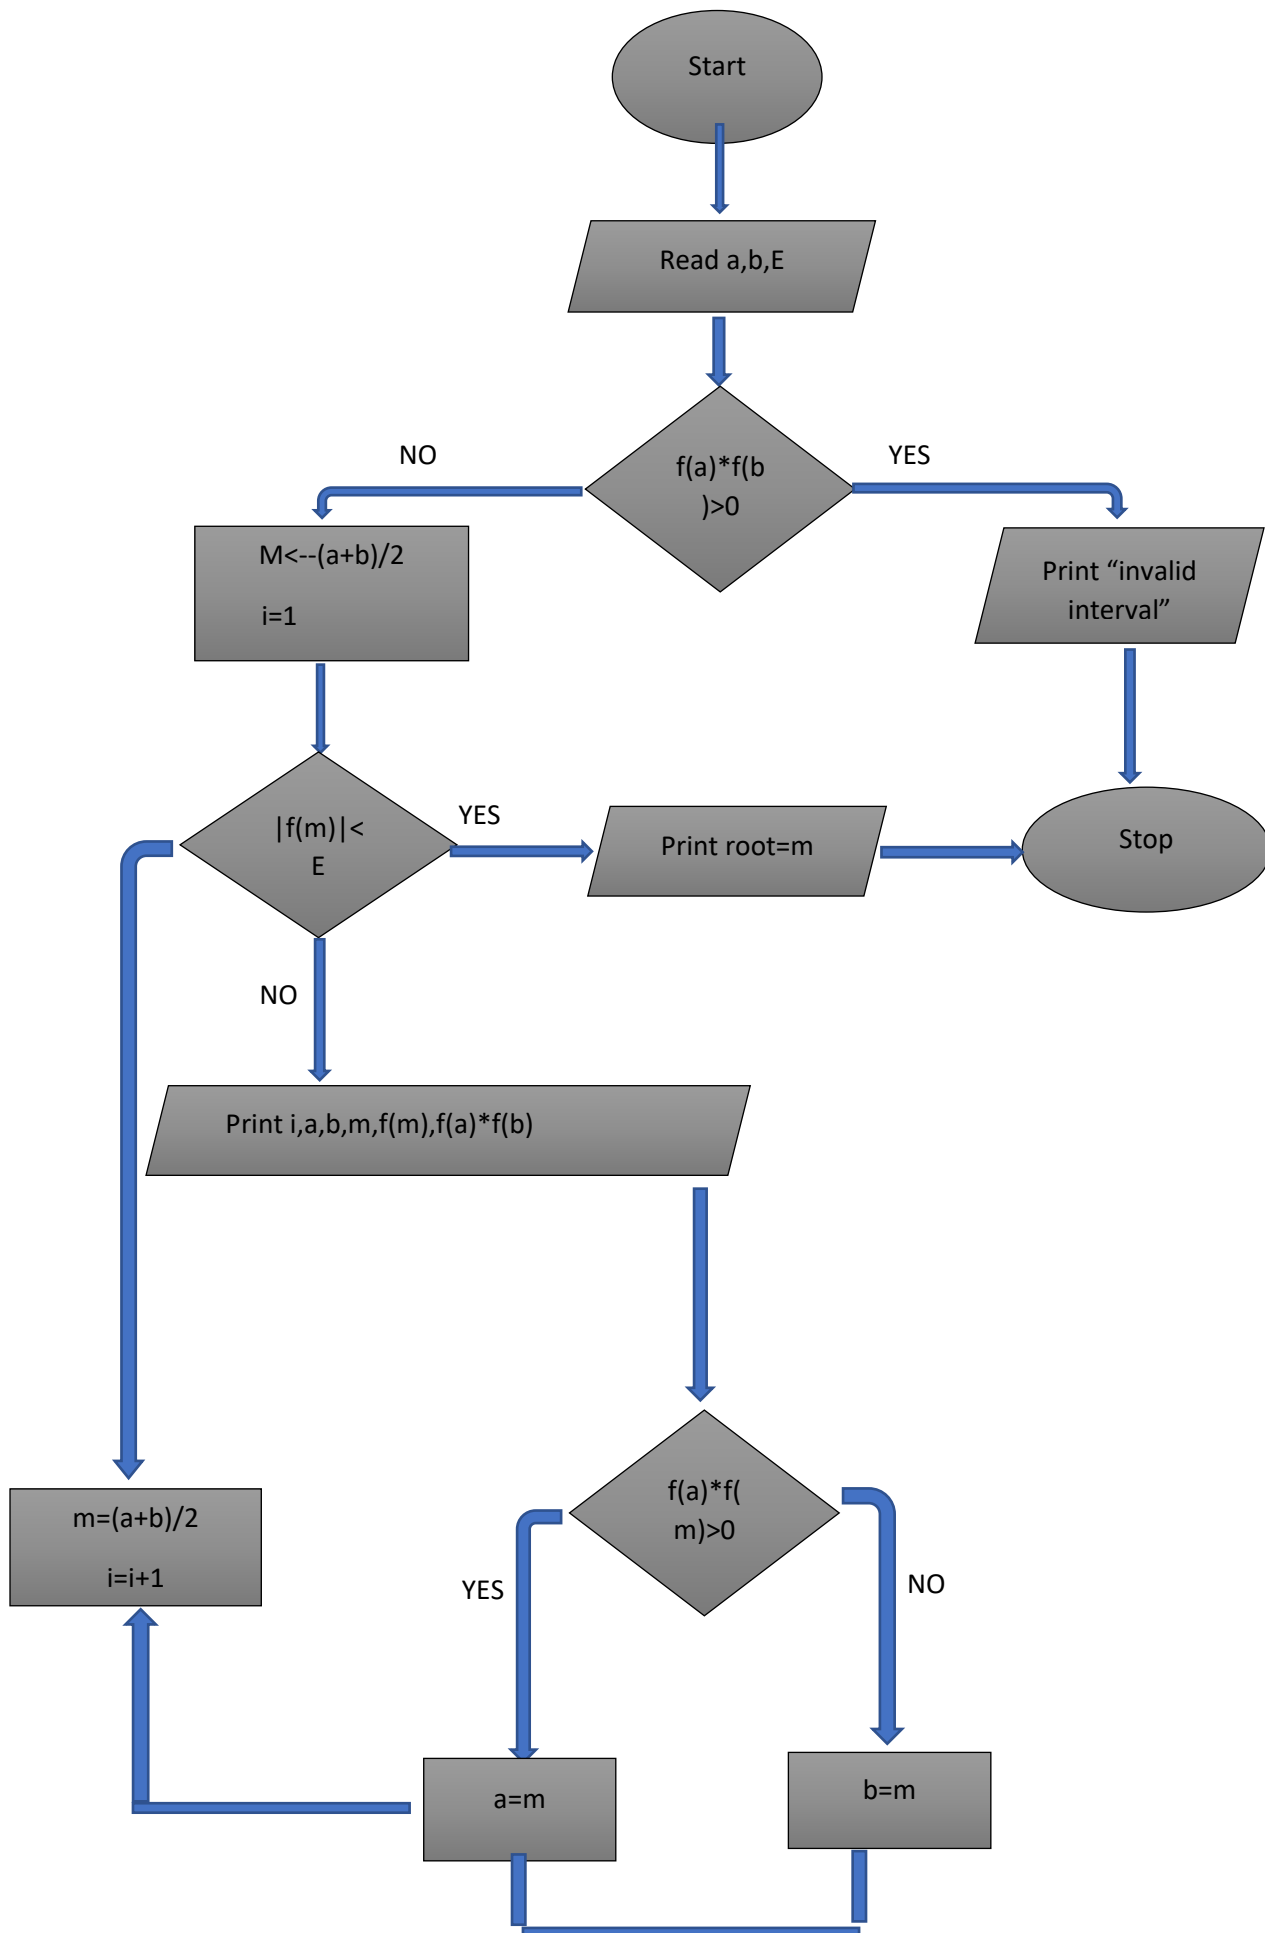 Start
Read a,b,E
NO
YES
f(a)*f(b
)>0
M<--(a+b)/2
i=1
Print “invalid
interval”
|f(m)|<
E
YES
Print root=m
Stop
NO
Print i,a,b,m,f(m),f(a)*f(b)
m=(a+b)/2
i=i+1
f(a)*f(
m)>0
YES
NO
a=m
b=m